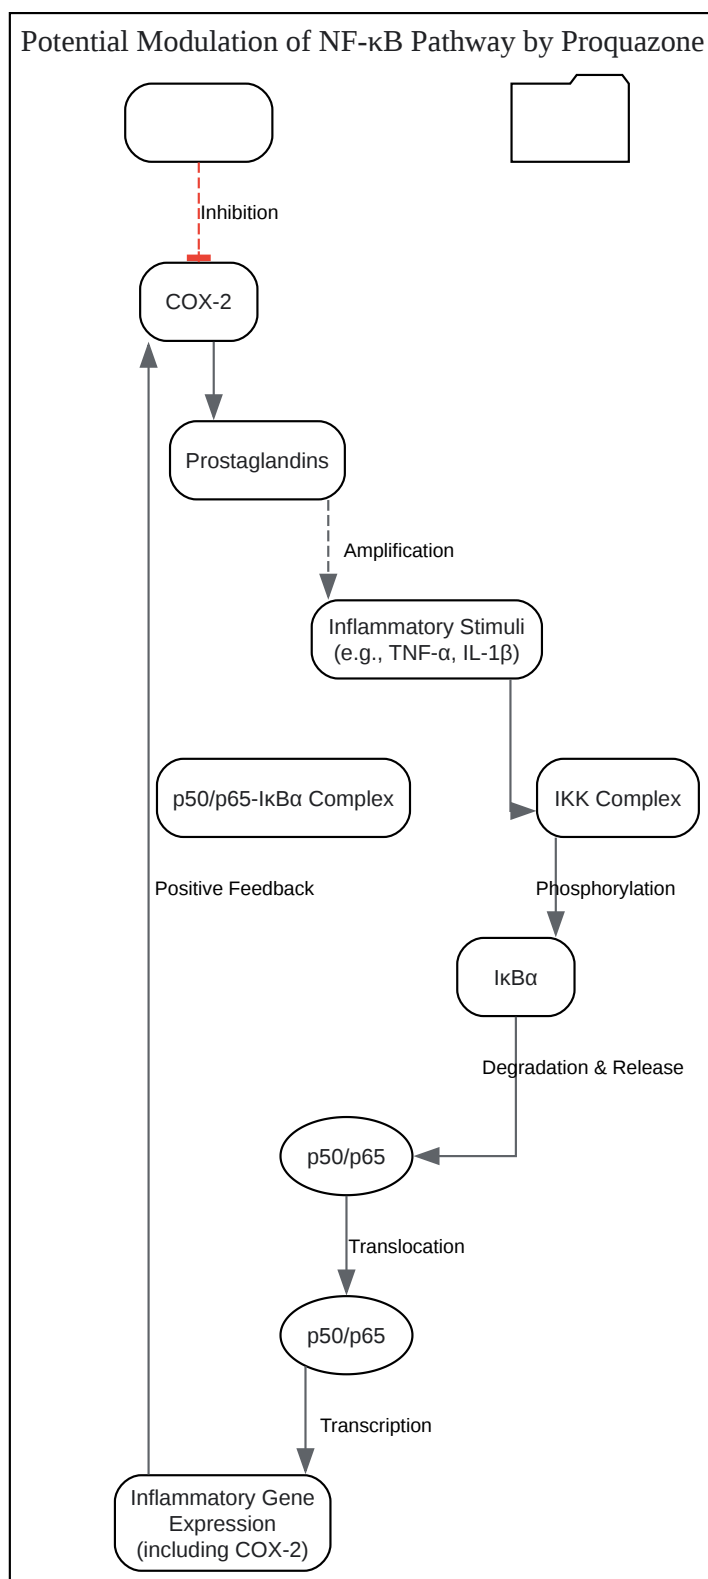 Potential Modulation of NF-κB Pathway by Proquazone
Inhibition
COX-2
Prostaglandins
Amplification
Inflammatory Stimuli
(e.g., TNF-α, IL-1β)
p50/p65-IκBα Complex
IKK Complex
Positive Feedback
Phosphorylation
IκBα
Degradation & Release
p50/p65
Translocation
p50/p65
Transcription
Inflammatory Gene
Expression
(including COX-2)